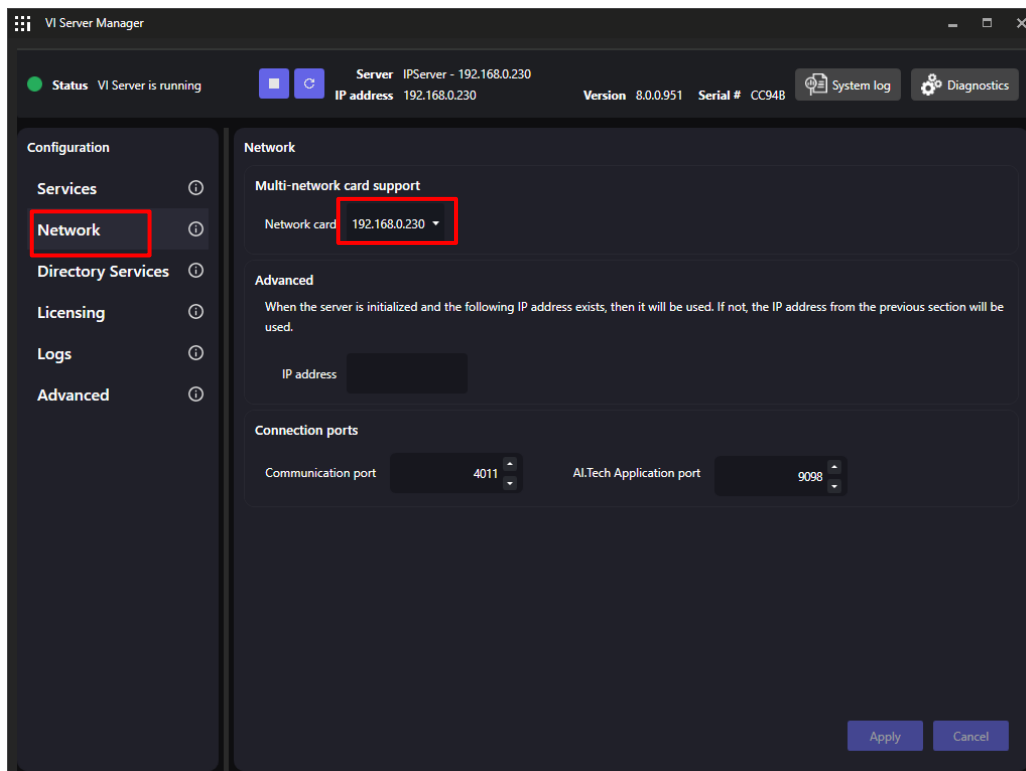 VI Server Manager
Status VI Server is running
Server IPServer - 192.168.0.230
IP address 192.168.0.230
Version 8.0.0.951 Serial # CC94B
System log
Diagnostics
Configuration
Services
Network
Directory Services
Licensing
Logs
Advanced
Network
Multi-network card support
Network card 192.168.0.230
Advanced
When the server is initialized and the following IP address exists, then it will be used. If not, the IP address from the previous section will be
used.
IP address
Connection ports
Communication port 4011 AI.Tech Application port 9098
Apply Cancel